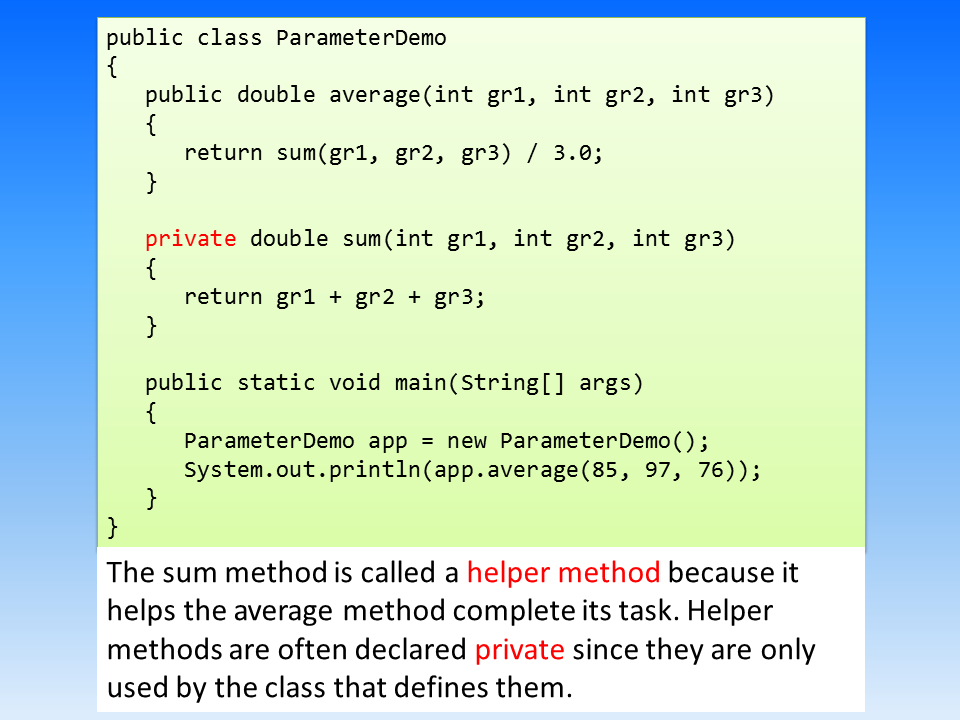 public class ParameterDemo
{
   public double average(int gr1, int gr2, int gr3)
   {
      return sum(gr1, gr2, gr3) / 3.0;
   }

   private double sum(int gr1, int gr2, int gr3)
   {
      return gr1 + gr2 + gr3;
   }

   public static void main(String[] args)
   {
      ParameterDemo app = new ParameterDemo();
      System.out.println(app.average(85, 97, 76));
   }
}
The sum method is called a helper method because it
helps the average method complete its task. Helper
methods are often declared private since they are only
used by the class that defines them.